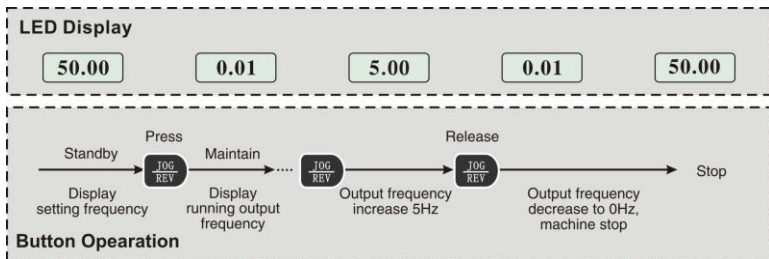 LED Display
50.00 0.01 5.00 0.01 50.00
Press Release
Standby JOG REV Maintain ···· JOG REV JOG REV Stop
Display
setting frequency
Display
running output
frequency
Output frequency
increase 5Hz
Output frequency
decrease to 0Hz,
machine stop
Button Opearation